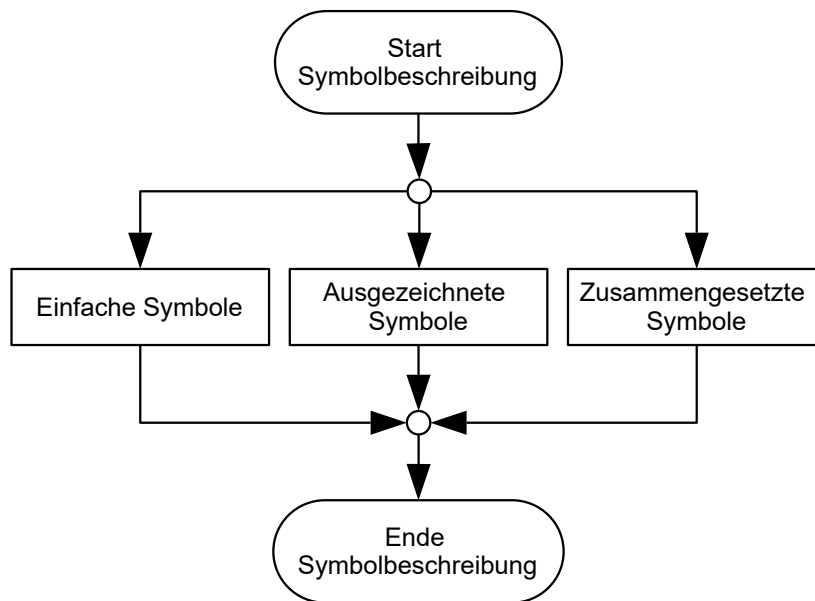 Start
Symbolbeschreibung
Einfache Symbole
Ausgezeichnete
Symbole
Zusammengesetzte
Symbole
Ende
Symbolbeschreibung